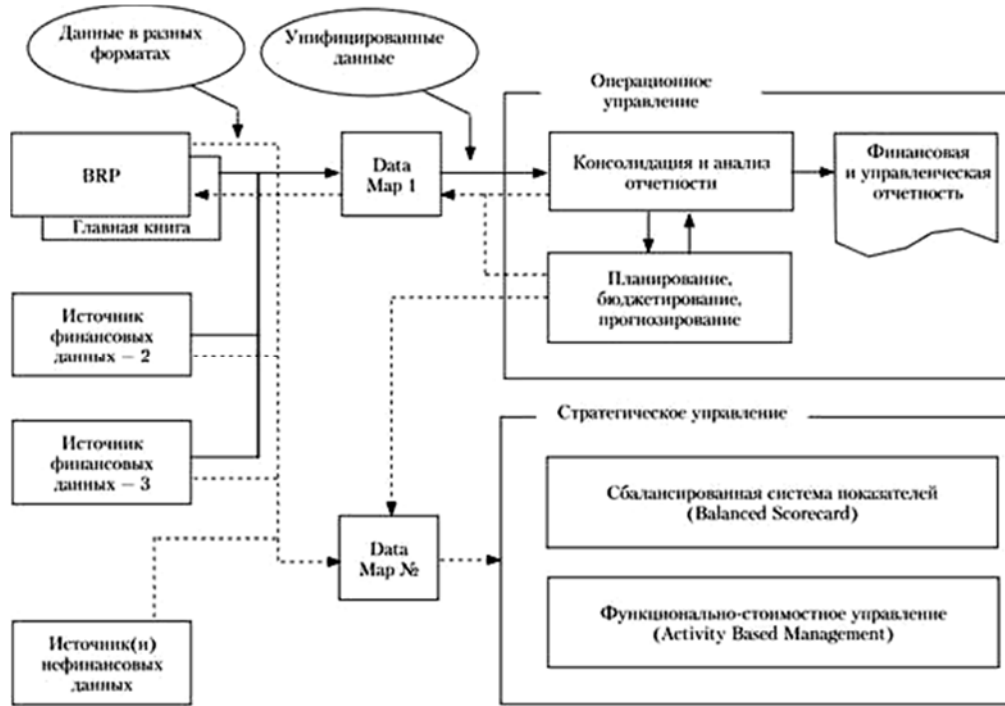 Данные в разных
форматах
Унифицированные
данные
Операционное
управление
BRP
Главная книга
Data
Map 1
Консолидация и анализ
отчетности
Финансовая
и управленческая
отчетность
Планирование,
бюджетирование,
прогнозирование
Источник
финансовых
данных – 2
Источник
финансовых
данных – 3
Источник(и)
нефинансовых
данных
Data
Map №
Стратегическое управление
Сбалансированная система показателей
(Balanced Scorecard)
Функционально-стоимостное управление
(Activity Based Management)